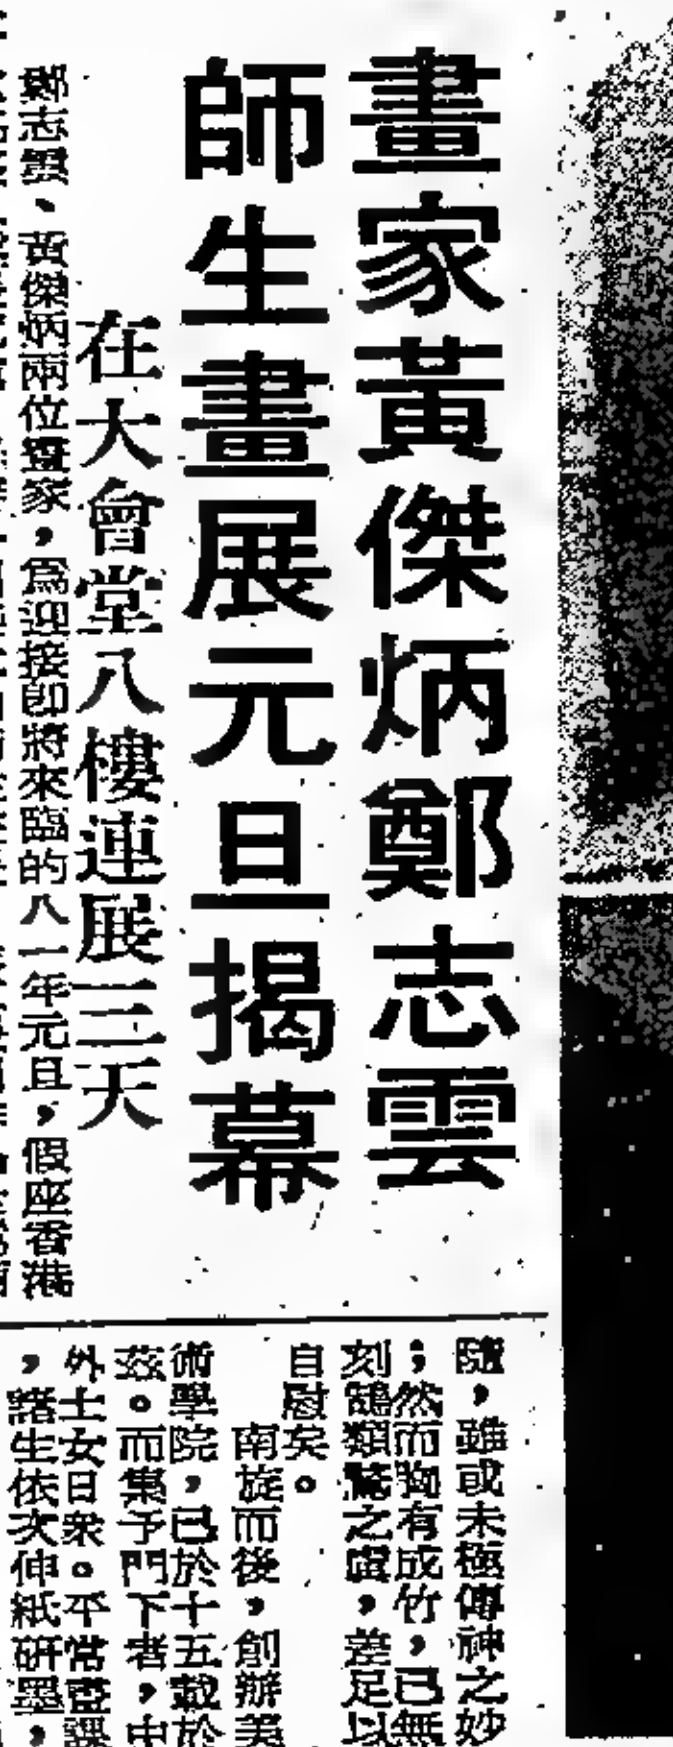 畫家黃傑炳鄭志雲
師生畫展元旦揭幕
在大會堂八樓連展三天
鄭志雲、黃傑炳兩位畫家，爲迎接即將來臨的八一年元旦，假座香港
隨，雖或未極傳神之妙
；然而胸有成竹，已無
刻鵠類鶩之虞，差足以
自慰矣。
南旋而後，創辦美
術學院，已於十五載於
茲。而集予門下者，中
外士女日衆。平常晝課
，諸生依次伸紙研墨，